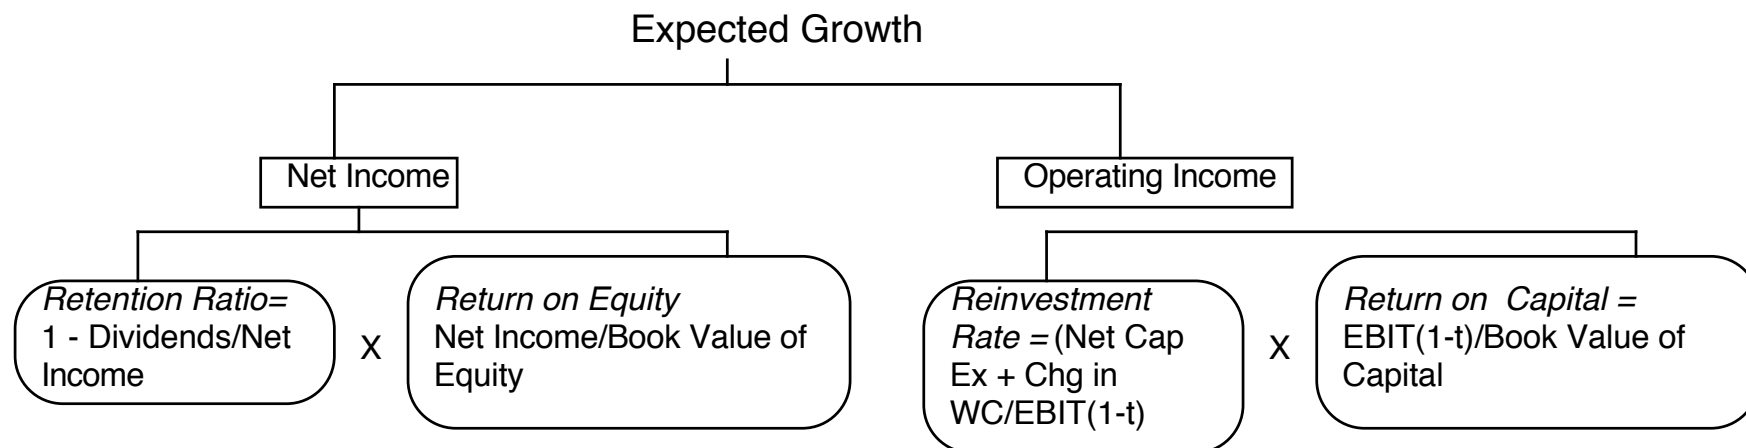 Expected Growth
Net Income
Operating Income
Retention Ratio=
1 - Dividends/Net
Income
X
Return on Equity
Net Income/Book Value of
Equity
Reinvestment
Rate = (Net Cap
Ex + Chg in
WC/EBIT(1-t)
X
Return on  Capital =
EBIT(1-t)/Book Value of
Capital